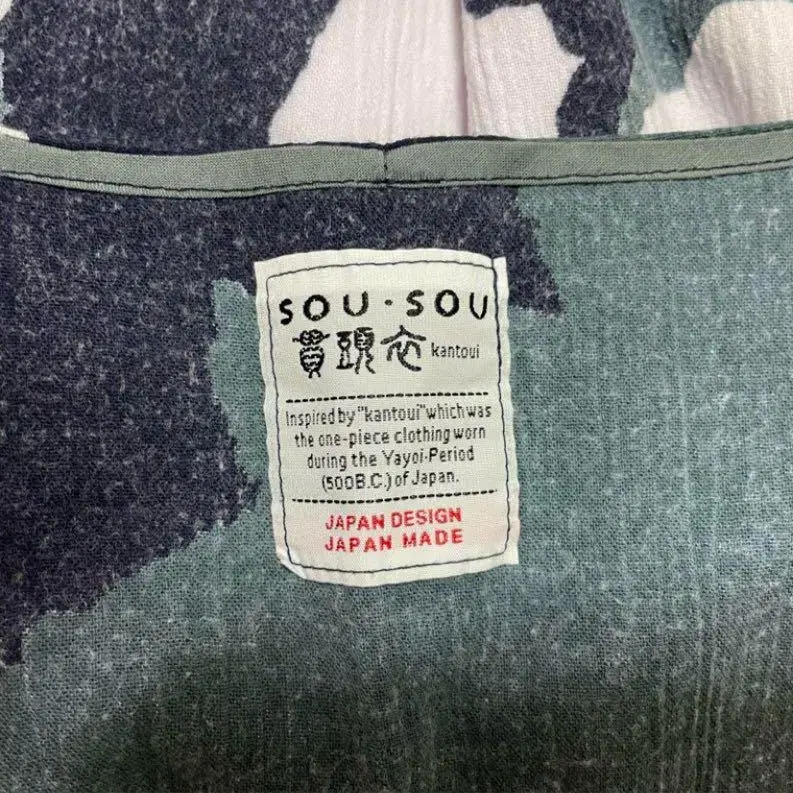 SOU・SOU
貫頭衣 kantoui
Inspired by "kantoui" which was
the one-piece clothing worn
during the Yayoi-Period
(500B.C.) of Japan.
JAPAN DESIGN
JAPAN MADE